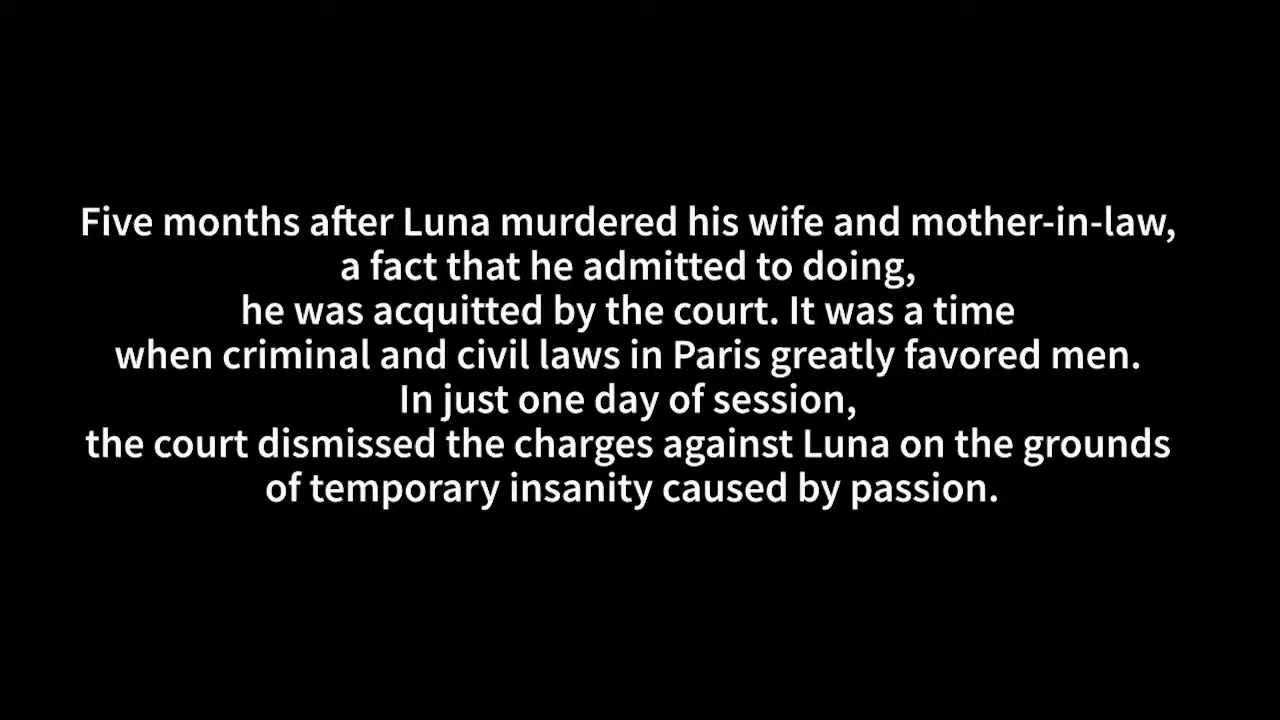 Five months after Luna murdered his wife and mother-in-law,
a fact that he admitted to doing,
he was acquitted by the court. It was a time
when criminal and civil laws in Paris greatly favored men.
In just one day of session,
the court dismissed the charges against Luna on the grounds
of temporary insanity caused by passion.